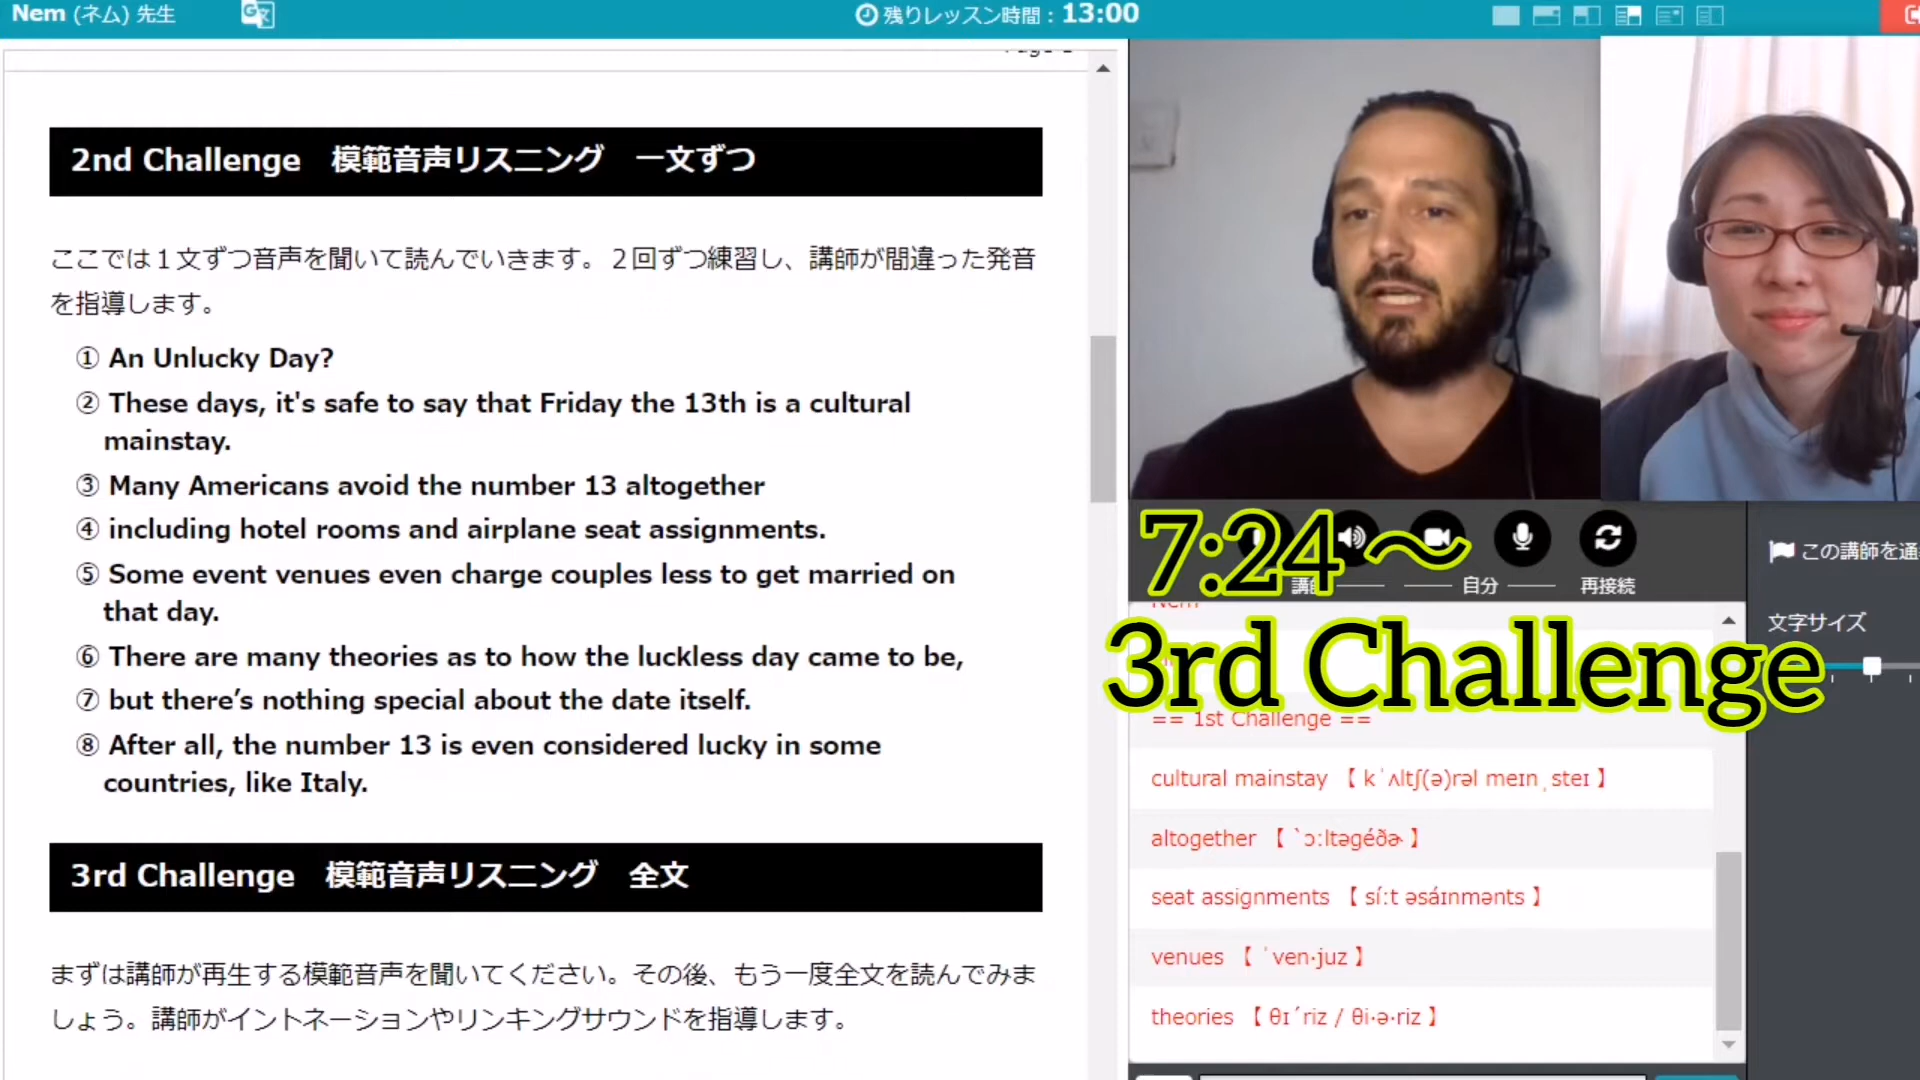 Nem (ネム) 先生
残りレッスン時間 : 13:00
2nd Challenge 模範音声リスニング 一文ずつ
ここでは１文ずつ音声を聞いて読んでいきます。２回ずつ練習し、講師が間違った発音
を指導します。
① An Unlucky Day?
② These days, it's safe to say that Friday the 13th is a cultural
mainstay.
③ Many Americans avoid the number 13 altogether
④ including hotel rooms and airplane seat assignments.
⑤ Some event venues even charge couples less to get married on
that day.
⑥ There are many theories as to how the luckless day came to be,
⑦ but there’s nothing special about the date itself.
⑧ After all, the number 13 is even considered lucky in some
countries, like Italy.
3rd Challenge 模範音声リスニング 全文
まずは講師が再生する模範音声を聞いてください。その後、もう一度全文を読んでみま
しょう。講師がイントネーションやリンキングサウンドを指導します。
7:24～
3rd Challenge
講師
自分
再接続
この講師を通
文字サイズ
Nem
== 1st Challenge ==
cultural mainstay 【 kˈʌltʃ(ə)rəl meɪnˌsteɪ 】
altogether 【 `ɔːltəgéðɚ 】
seat assignments 【 síːt əsáɪnmənts 】
venues 【 ˈven·juz 】
theories 【 θɪˊriz / θi·ə·riz 】